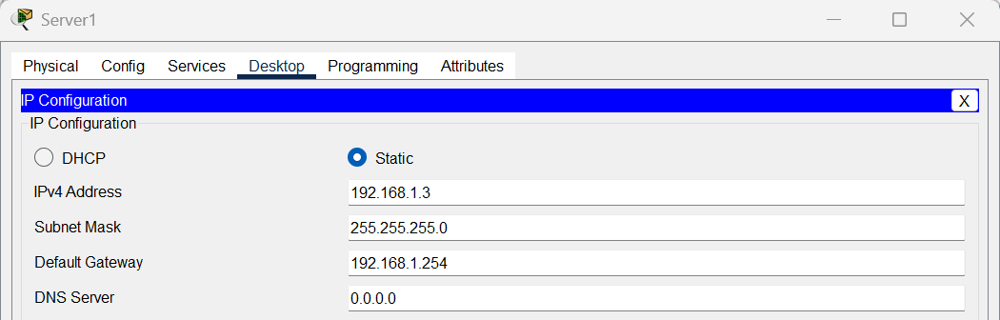 Server1
Physical Config Services Desktop Programming Attributes
IP Configuration X
IP Configuration
DHCP Static
IPv4 Address 192.168.1.3
Subnet Mask 255.255.255.0
Default Gateway 192.168.1.254
DNS Server 0.0.0.0